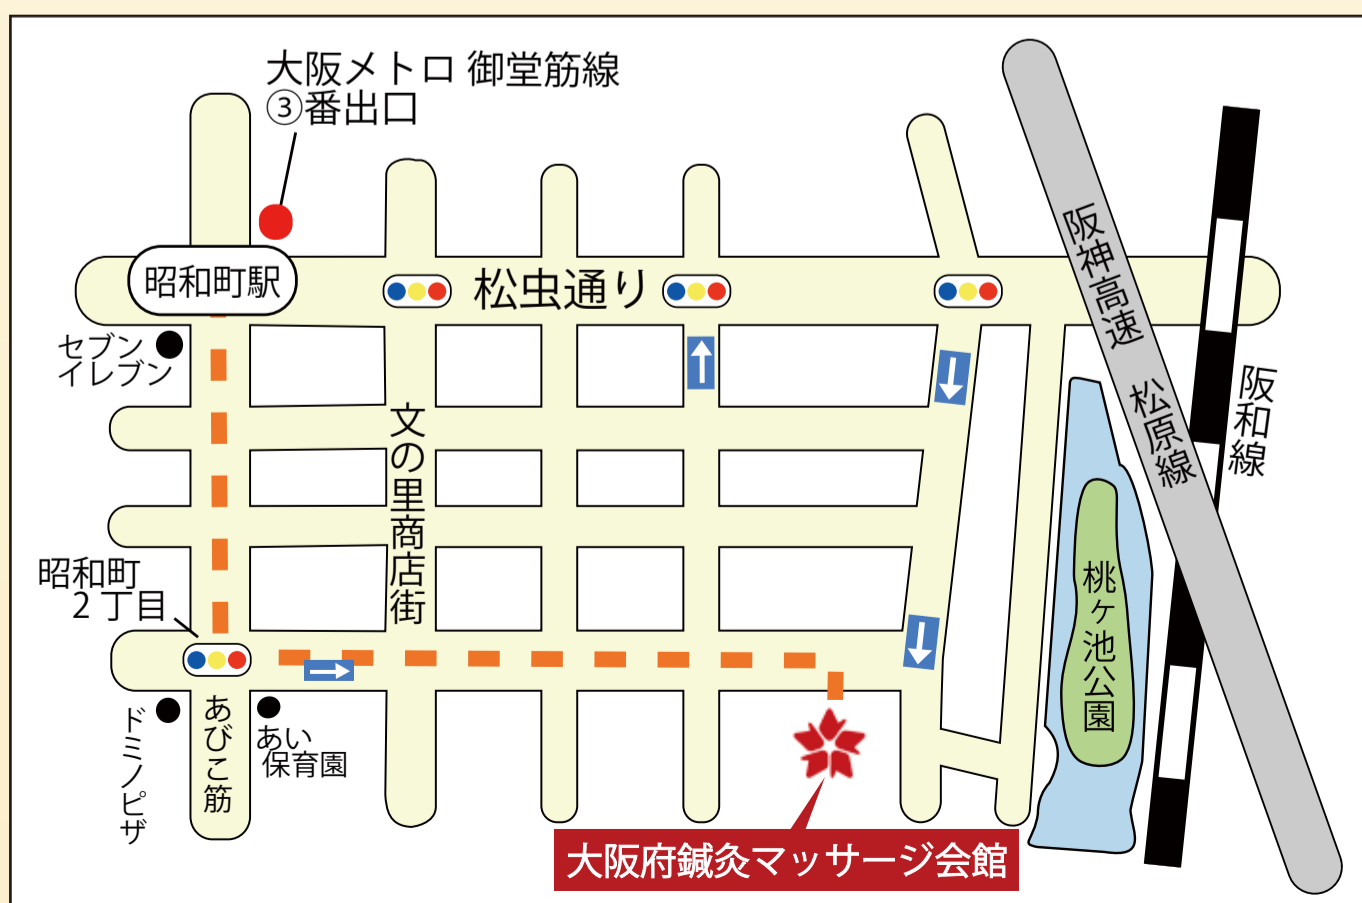 大阪メトロ 御堂筋線
③番出口
昭和町駅
松虫通り
セブン
イレブン
文の里商店街
阪神高速 松原線
阪和線
昭和町
2丁目
桃ヶ池公園
ドミノピザ
あびこ筋
あい
保育園
大阪府鍼灸マッサージ会館